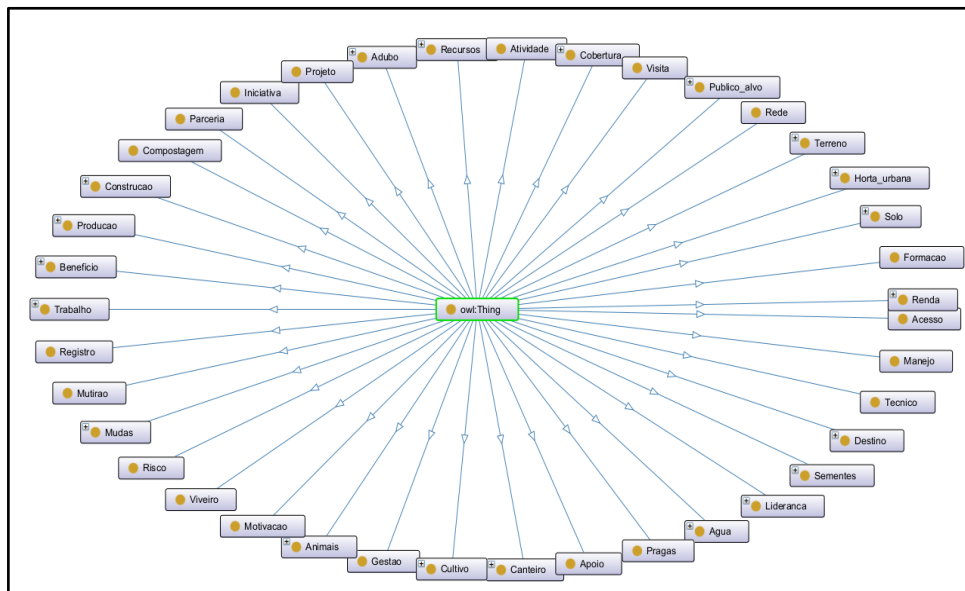 Recursos
Atividade
Adubo
Cobertura
Projeto
Visita
Iniciativa
Publico_alvo
Parceria
Rede
Compostagem
Terreno
Construcao
Horta_urbana
Producao
Solo
Beneficio
Formacao
Trabalho
owl:Thing
Renda
Acesso
Registro
Manejo
Mutirao
Tecnico
Mudas
Destino
Risco
Sementes
Viveiro
Lideranca
Motivacao
Agua
Animais
Pragas
Gestao
Cultivo
Canteiro
Apoio